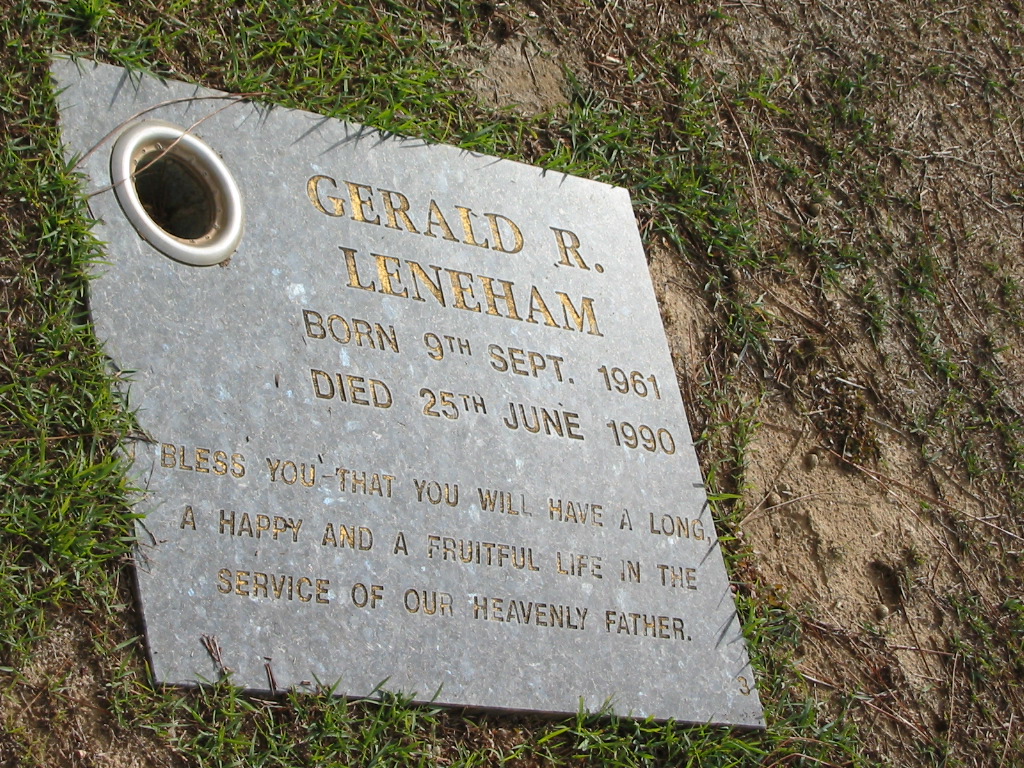 GERALD R.
LENEHAM
BORN 9TH SEPT. 1961
DIED 25TH JUNE 1990
BLESS YOU THAT YOU WILL HAVE A LONG,
A HAPPY AND A FRUITFUL LIFE IN THE
SERVICE OF OUR HEAVENLY FATHER.